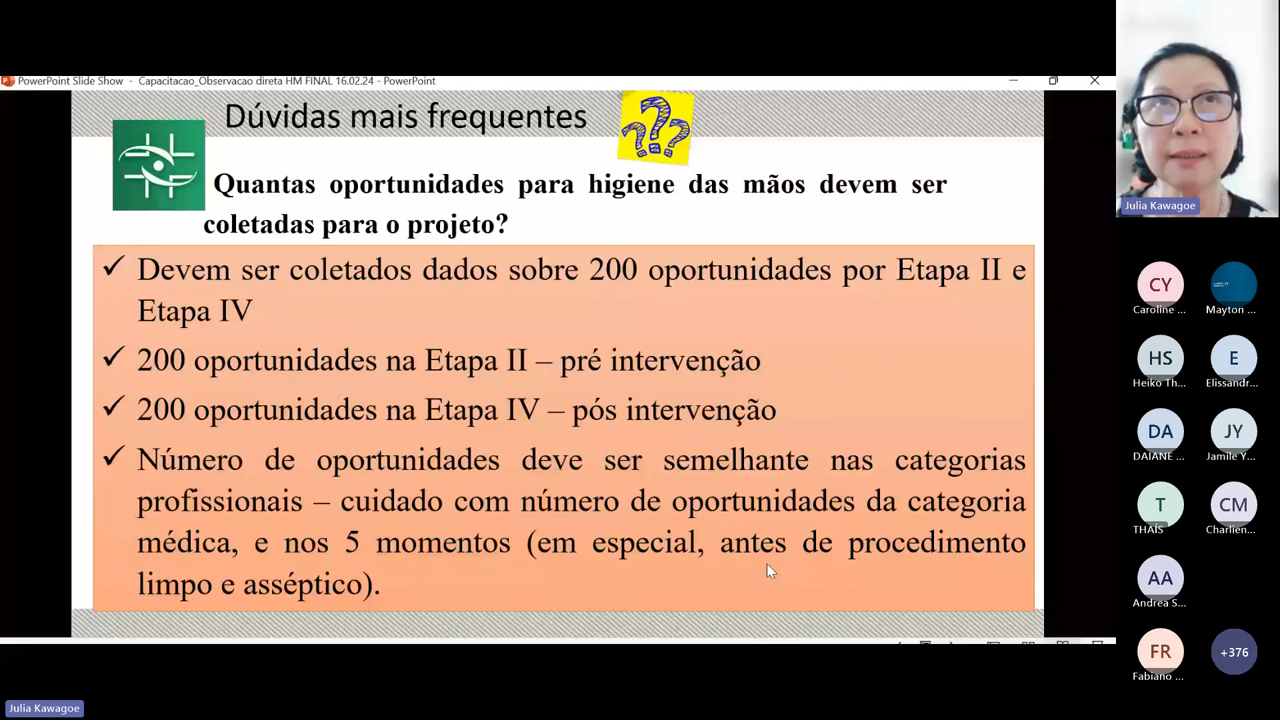 PowerPoint Slide Show - Capacitacao_Observacao direta HM FINAL 16.02.24 - PowerPoint
Dúvidas mais frequentes
???
Quantas oportunidades para higiene das mãos devem ser
coletadas para o projeto?
✓ Devem ser coletados dados sobre 200 oportunidades por Etapa II e
Etapa IV
✓ 200 oportunidades na Etapa II – pré intervenção
✓ 200 oportunidades na Etapa IV – pós intervenção
✓ Número de oportunidades deve ser semelhante nas categorias
profissionais – cuidado com número de oportunidades da categoria
médica, e nos 5 momentos (em especial, antes de procedimento
limpo e asséptico).
Julia Kawagoe
CY
Caroline ...
Mayton ...
HS
Heiko Th...
E
Elissandr...
DA
DAIANE ...
JY
Jamile Y...
T
THAÍS
CM
Charlien...
AA
Andrea S...
FR
Fabiano ...
+376
Julia Kawagoe